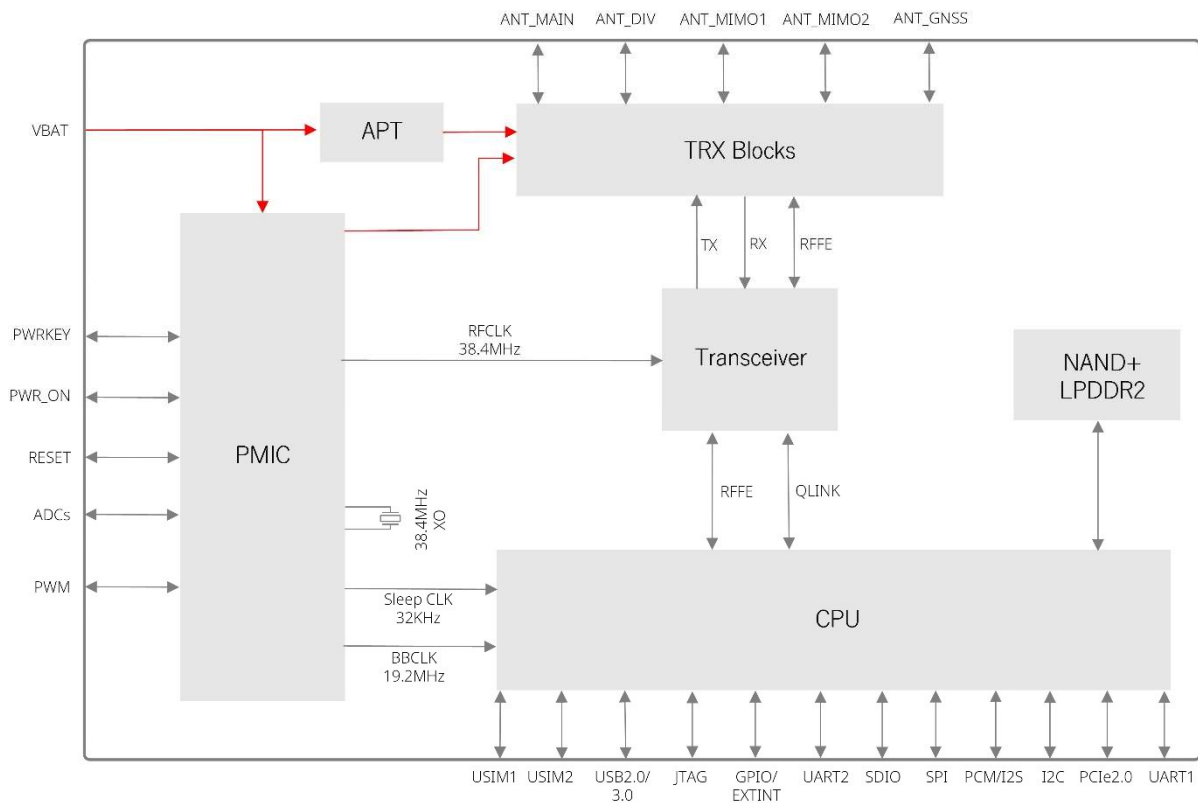 ANT_MAIN ANT_DIV ANT_MIMO1 ANT_MIMO2 ANT_GNSS
VBAT
APT
TRX Blocks
TX RX RFFE
PWRKEY
RFCLK
38.4MHz
Transceiver
NAND+
LPDDR2
PWR_ON
RESET
PMIC
RFFE QLINK
ADCs
38.4MHz
XO
PWM
Sleep CLK
32KHz
CPU
BBCLK
19.2MHz
USIM1 USIM2 USB2.0/ JTAG GPIO/ UART2 SDIO SPI PCM/I2S I2C PCIe2.0 UART1
3.0 EXTINT